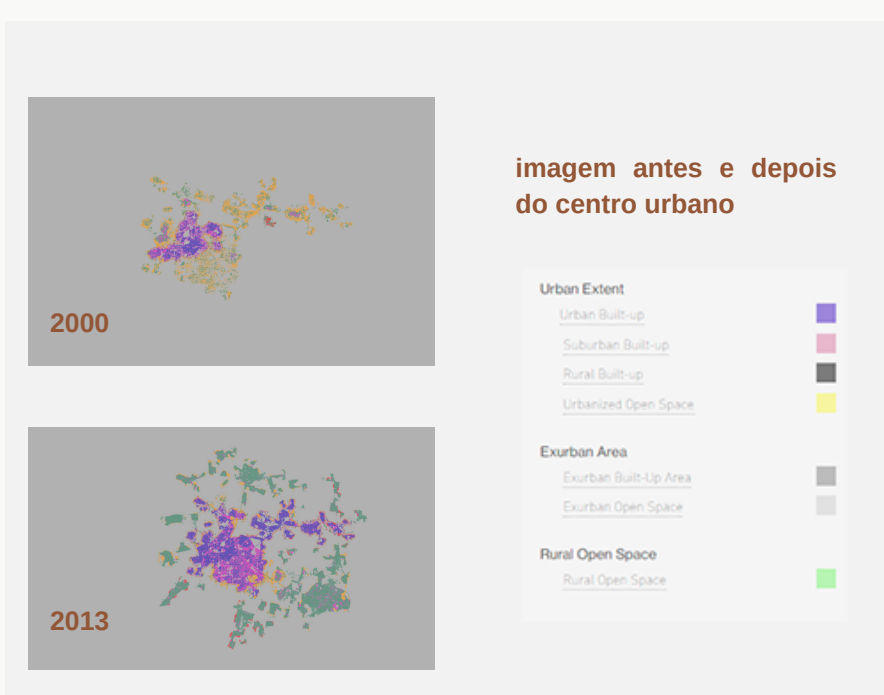 imagem antes e depois
do centro urbano
2000
2013
Urban Extent
Urban Built-up
Suburban Built-up
Rural Built-up
Urbanized Open Space
Exurban Area
Exurban Built-Up Area
Exurban Open Space
Rural Open Space
Rural Open Space